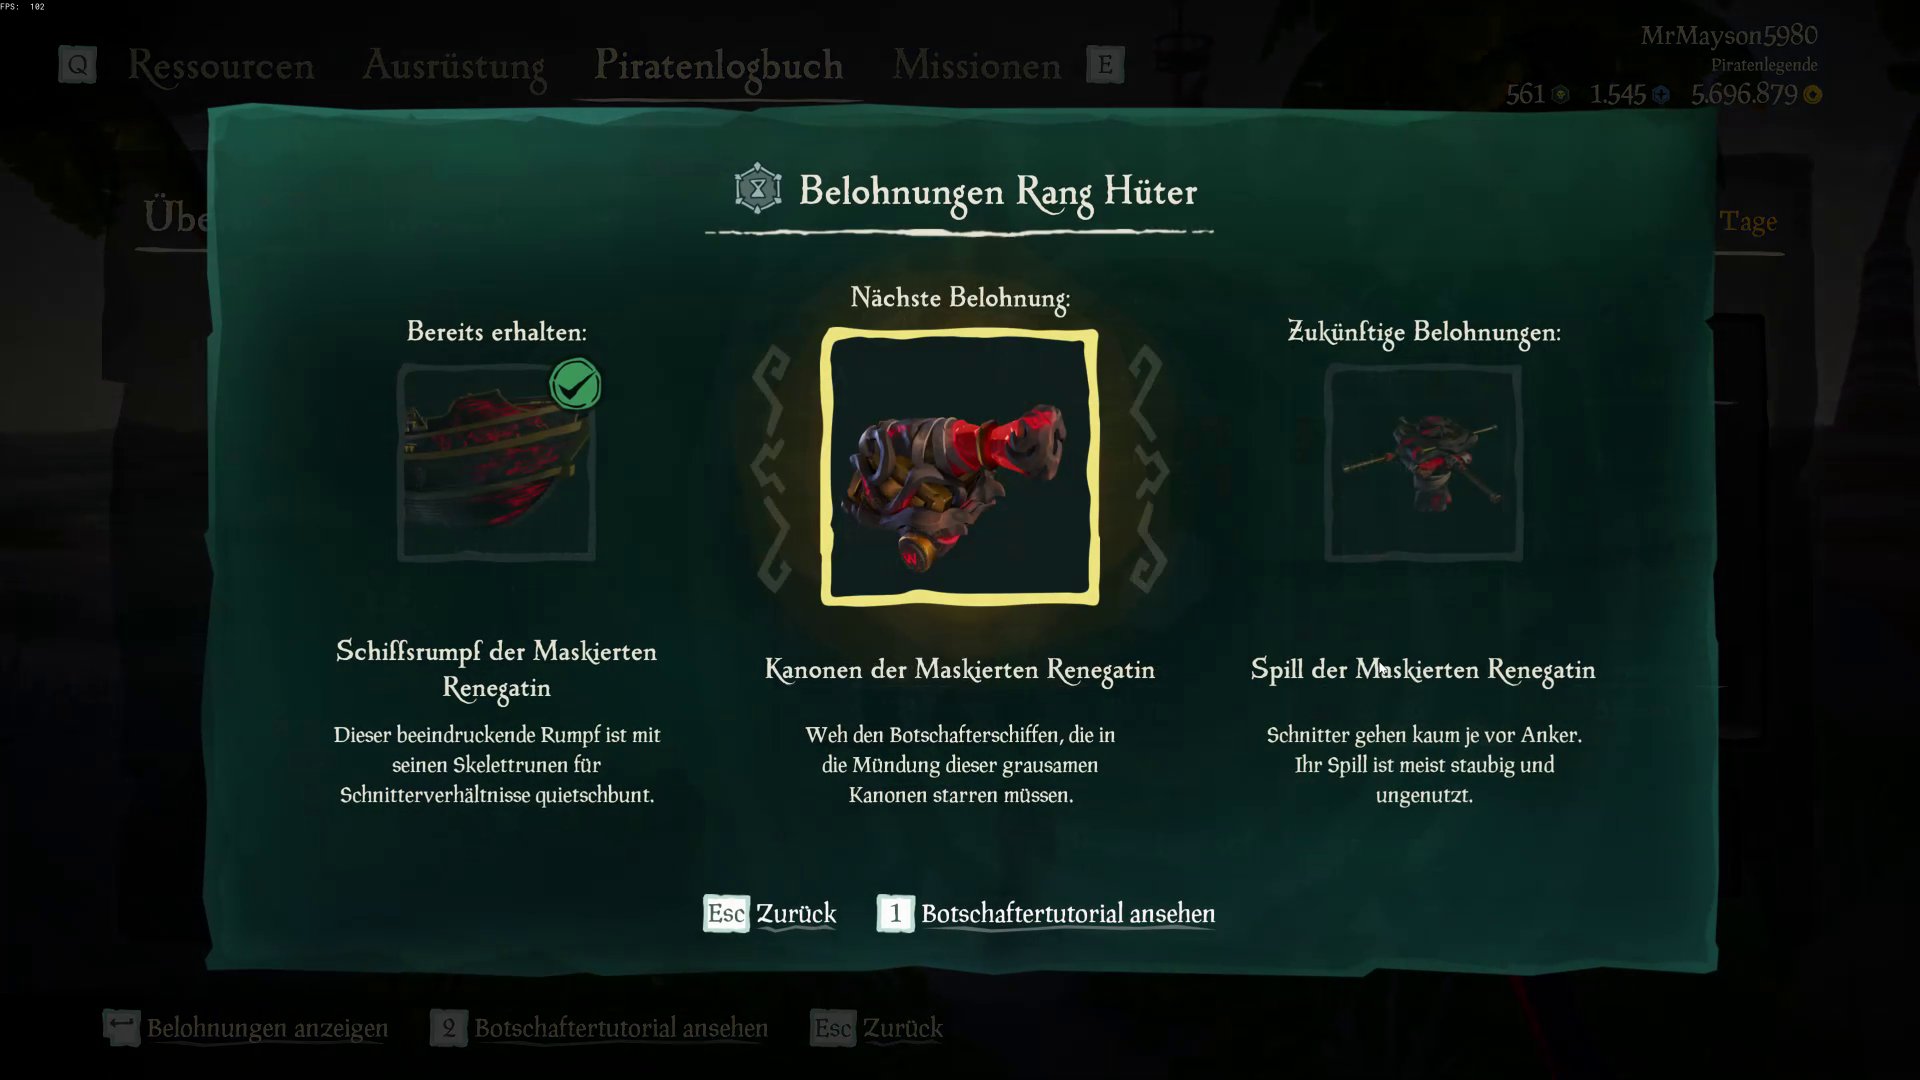 FPS: 102
Q Ressourcen Ausrüstung Piratenlogbuch Missionen E
MrMayson5980
Piratenlegende
561 1.545 5.696.879
Übe
Tage
Belohnungen Rang Hüter
Bereits erhalten:
Schiffsrumpf der Maskierten
Renegatin
Dieser beeindruckende Rumpf ist mit
seinen Skelettrunen für
Schnitterverhältnisse quietschbunt.
Nächste Belohnung:
Kanonen der Maskierten Renegatin
Weh den Botschafterschiffen, die in
die Mündung dieser grausamen
Kanonen starren müssen.
Zukünftige Belohnungen:
Spill der Maskierten Renegatin
Schnitter gehen kaum je vor Anker.
Ihr Spill ist meist staubig und
ungenutzt.
Esc Zurück 1 Botschaftertutorial ansehen
Belohnungen anzeigen 2 Botschaftertutorial ansehen Esc Zurück